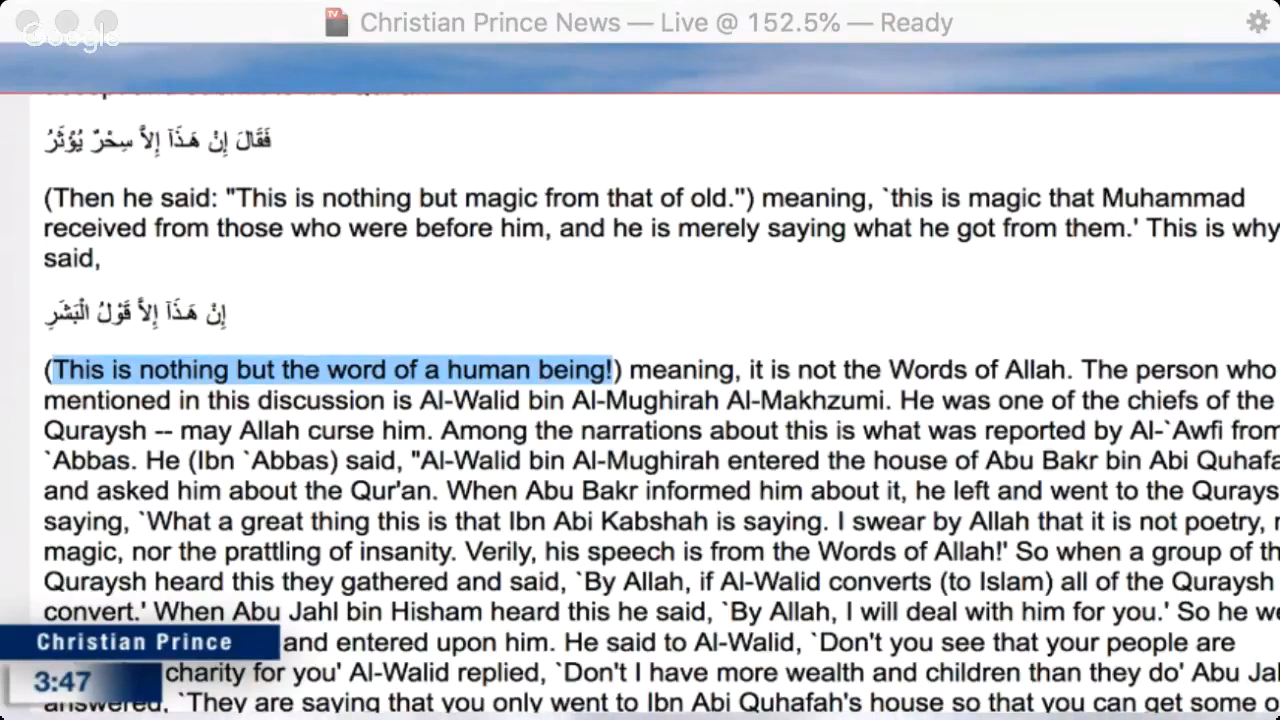 Google
TV
Christian Prince News — Live @ 152.5% — Ready
فَقَالَ إِنْ هَـذَآ إِلاَّ سِحْرٌ يُؤْثَرُ
(Then he said: "This is nothing but magic from that of old.") meaning, `this is magic that Muhammad
received from those who were before him, and he is merely saying what he got from them.' This is why
said,
إِنْ هَـذَآ إِلاَّ قَوْلُ الْبَشَرِ
(This is nothing but the word of a human being!) meaning, it is not the Words of Allah. The person who
mentioned in this discussion is Al-Walid bin Al-Mughirah Al-Makhzumi. He was one of the chiefs of the
Quraysh -- may Allah curse him. Among the narrations about this is what was reported by Al-`Awfi from
`Abbas. He (Ibn `Abbas) said, "Al-Walid bin Al-Mughirah entered the house of Abu Bakr bin Abi Quhafa
and asked him about the Qur'an. When Abu Bakr informed him about it, he left and went to the Qurays
saying, `What a great thing this is that Ibn Abi Kabshah is saying. I swear by Allah that it is not poetry,
magic, nor the prattling of insanity. Verily, his speech is from the Words of Allah!' So when a group of th
Quraysh heard this they gathered and said, `By Allah, if Al-Walid converts (to Islam) all of the Quraysh
convert.' When Abu Jahl bin Hisham heard this he said, `By Allah, I will deal with him for you.' So he we
Christian Prince and entered upon him. He said to Al-Walid, `Don't you see that your people are
3:47 charity for you' Al-Walid replied, `Don't I have more wealth and children than they do' Abu Jal
answered, `They are saying that you only went to Ibn Abi Quhafah's house so that you can get some o